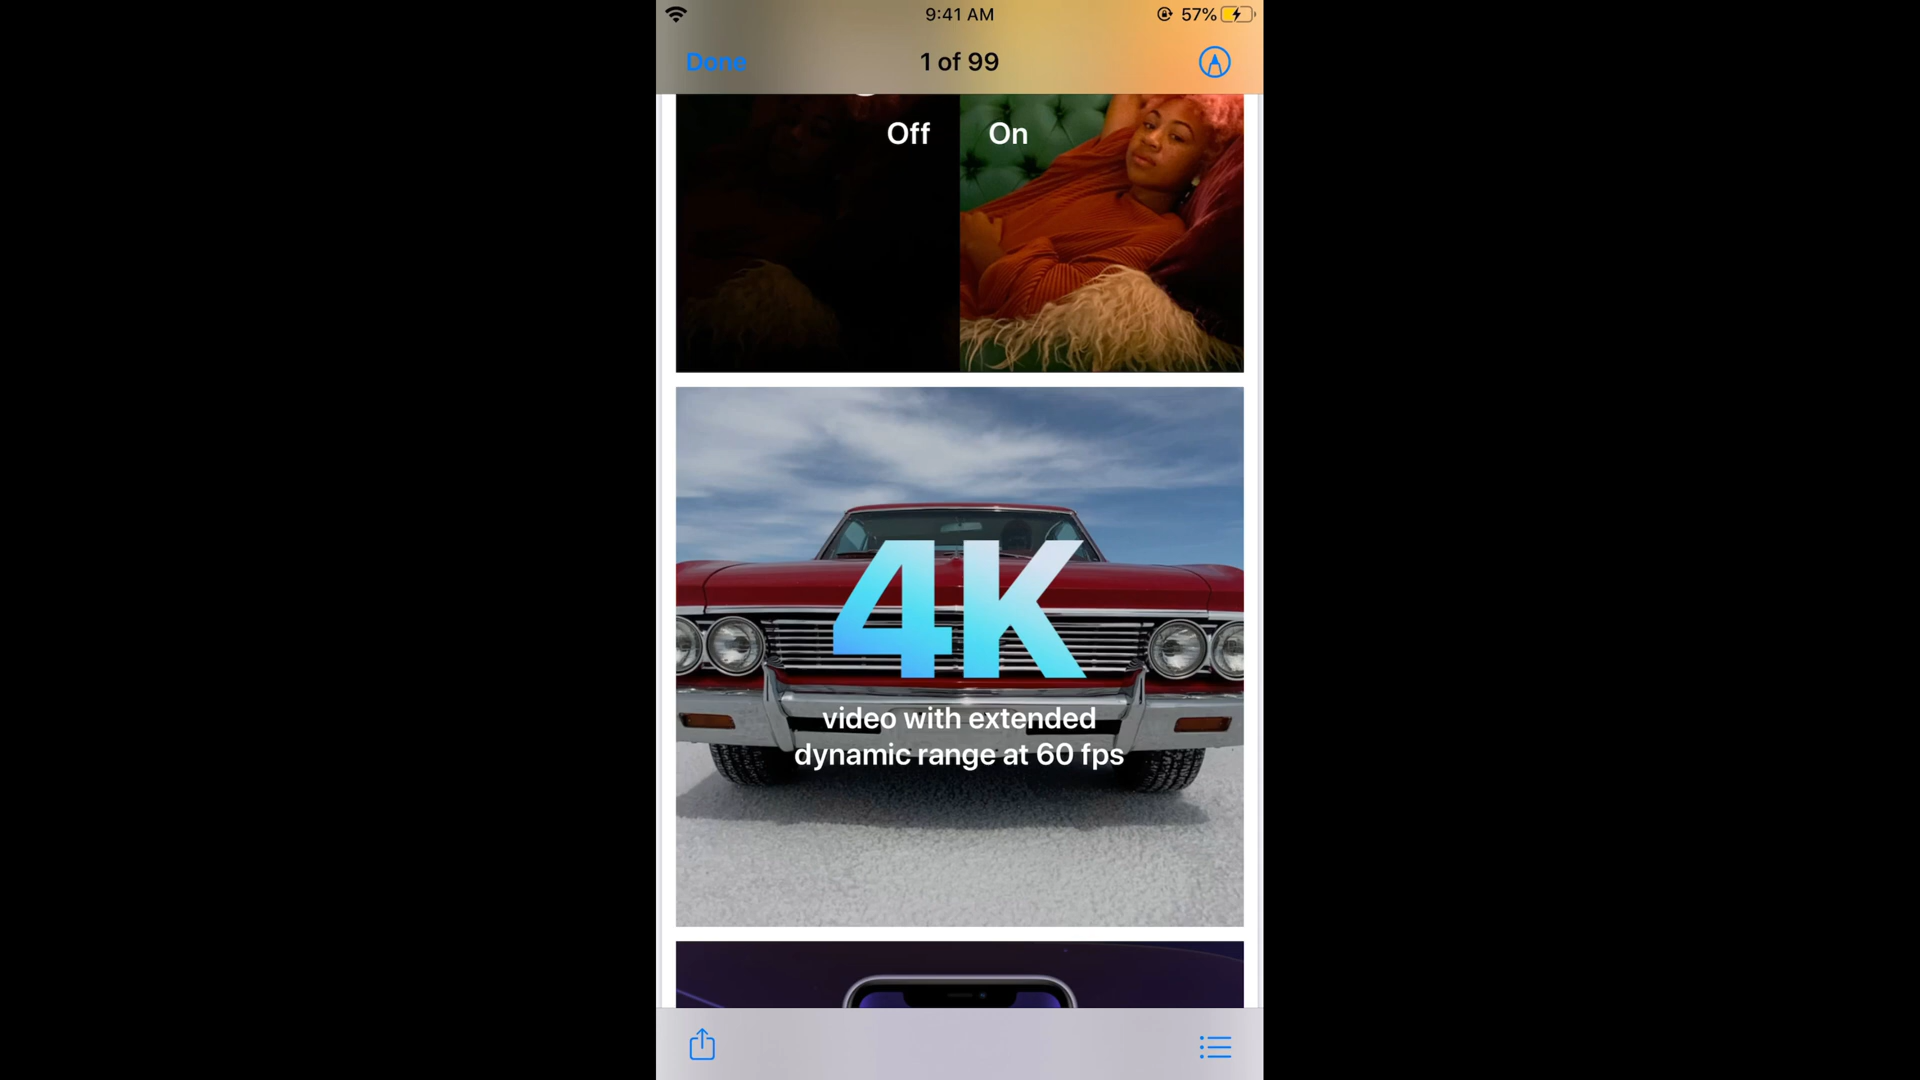 9:41 AM
57%
Done
1 of 99
Off
On
4K
video with extended
dynamic range at 60 fps